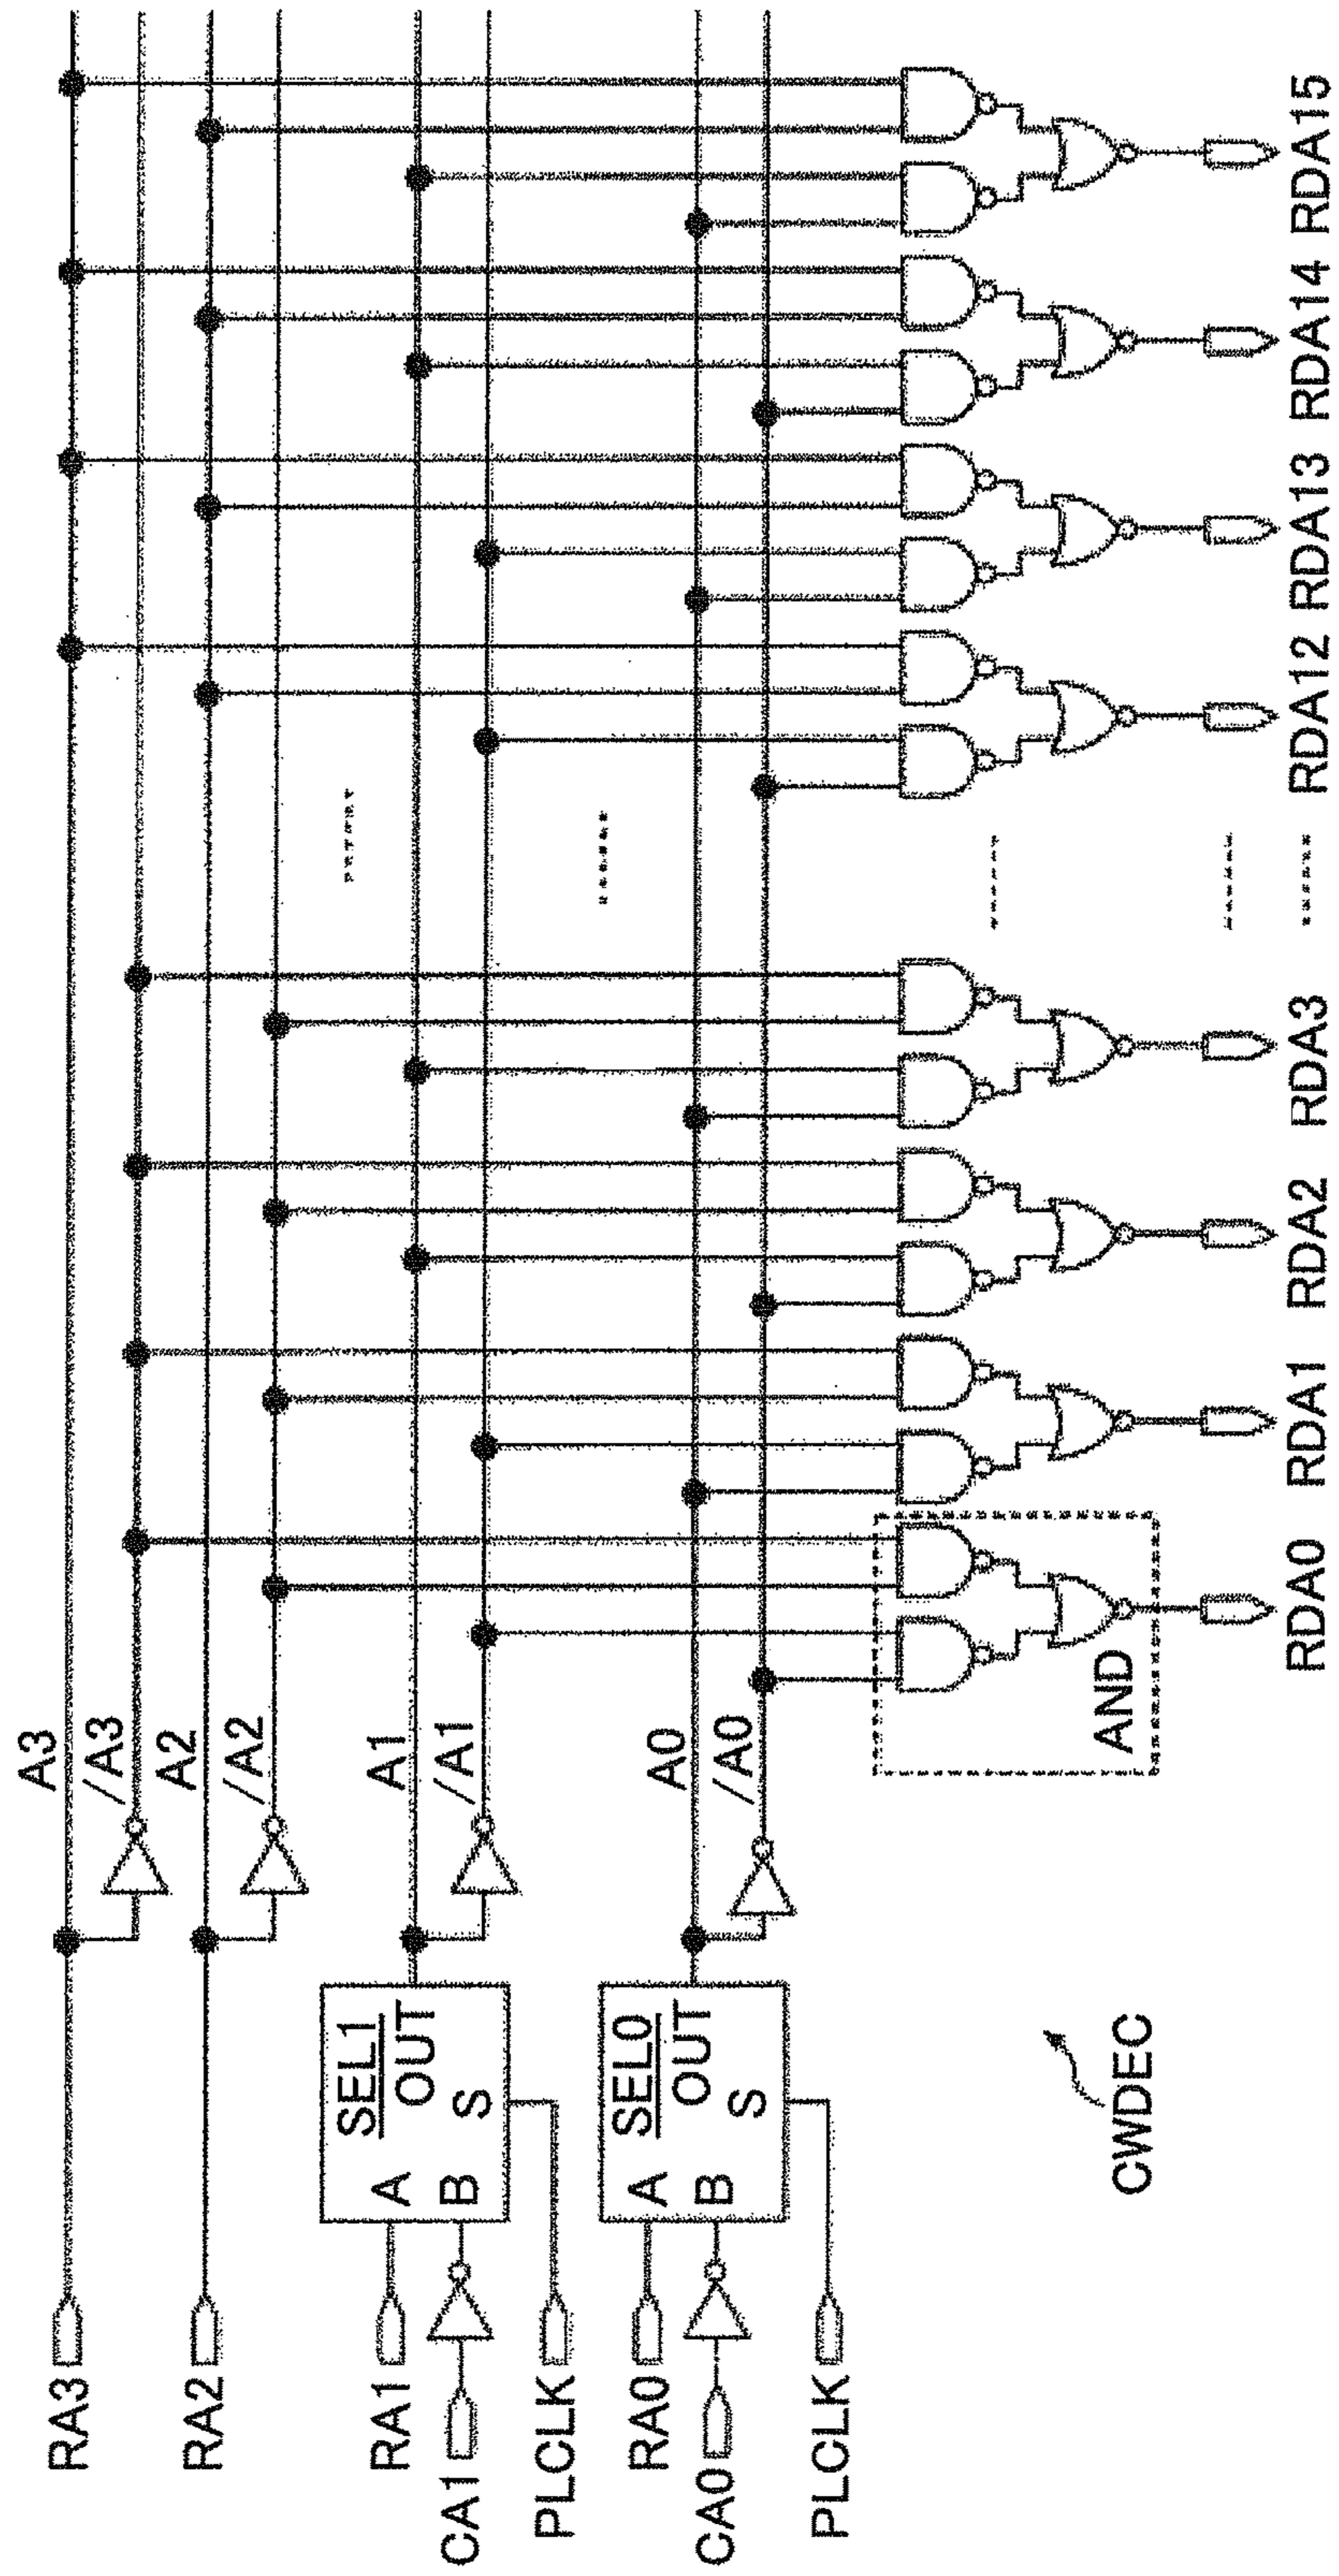 RA3
RA2
RA1
CA1
PLCLK
RA0
CA0
PLCLK
SEL1
A
OUT
B
S
SEL0
A
OUT
B
S
A3
/A3
A2
/A2
A1
/A1
A0
/A0
AND
CWDEC
RDA0
RDA1
RDA2
RDA3
RDA12
RDA13
RDA14
RDA15